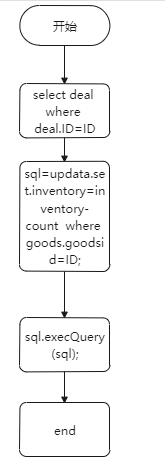 开始
select deal
where
deal.ID=ID
sql=updata.se
t.inventory=in
ventory-
count where
goods.goodsi
d=ID;
sql.execQuery
(sql);
end